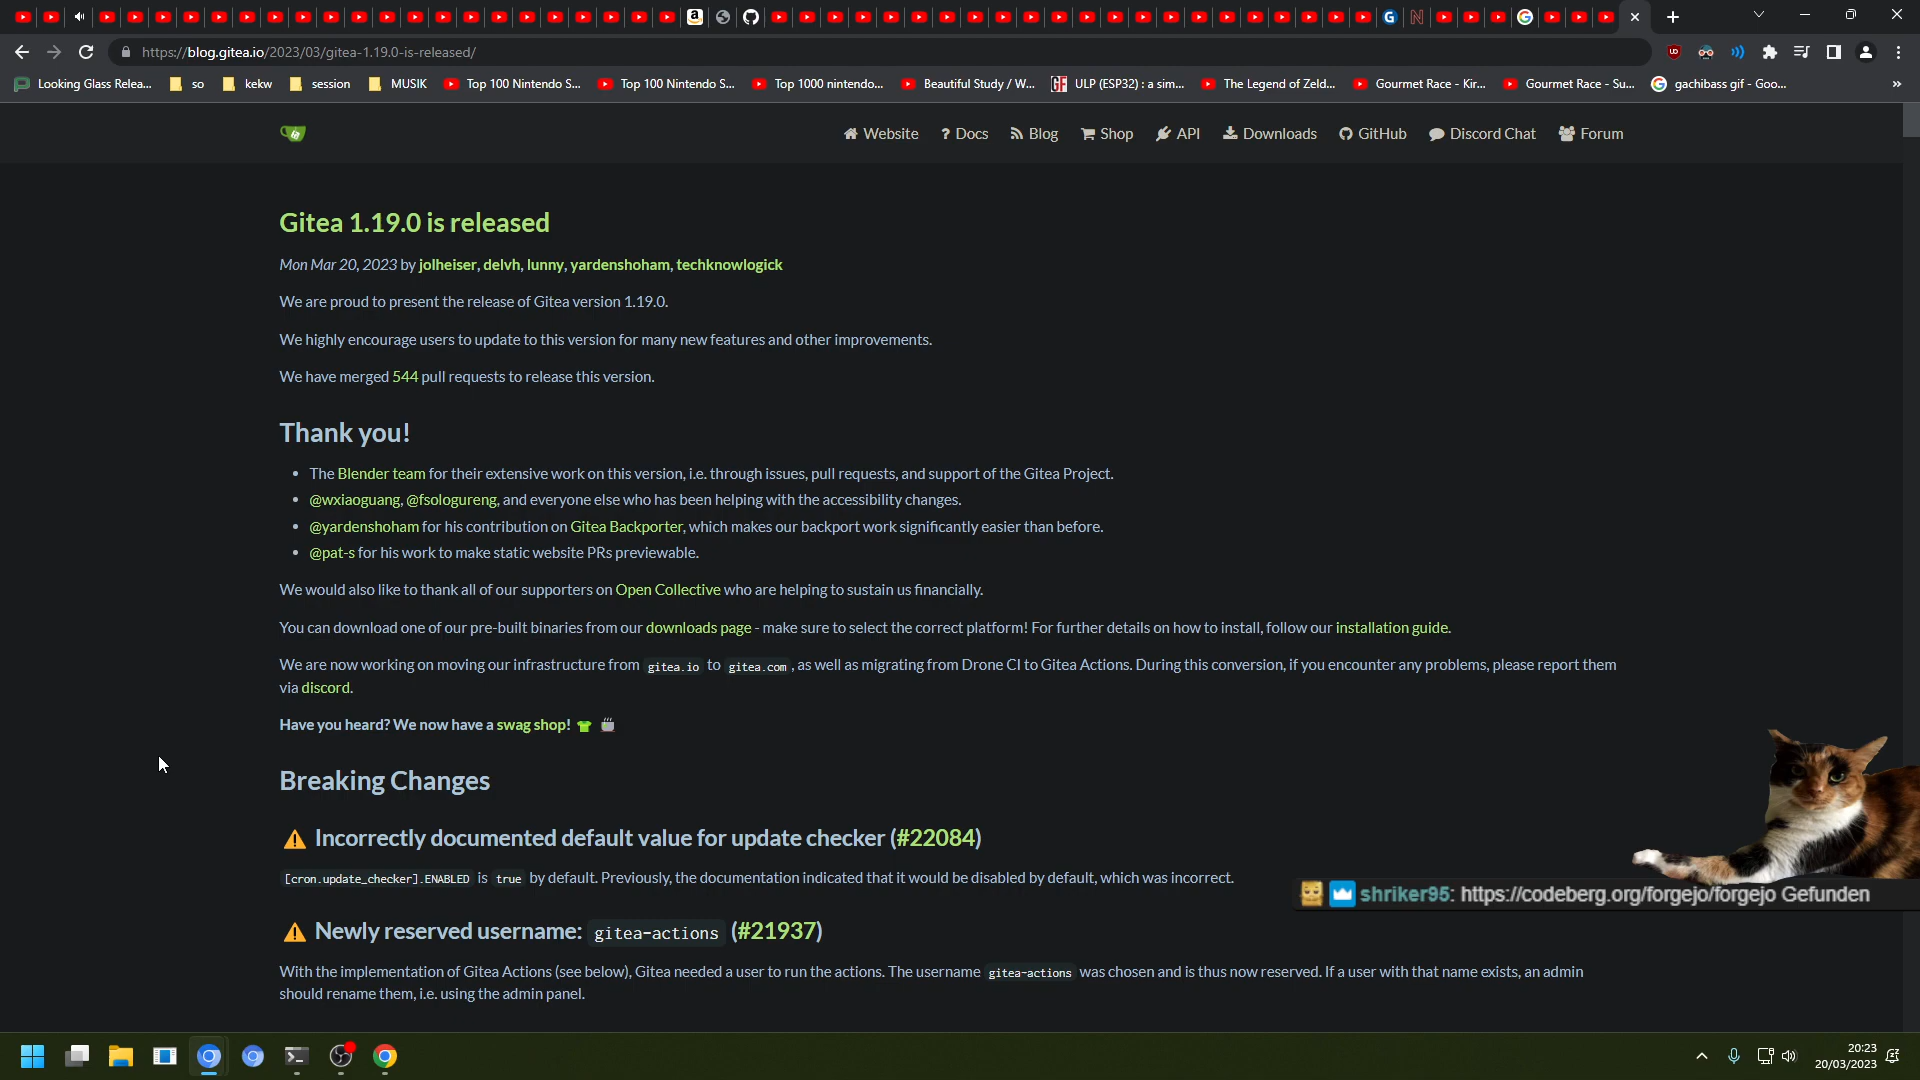 https://blog.gitea.io/2023/03/gitea-1.19.0-is-released/
Looking Glass Relea... so kekw session MUSIK Top 100 Nintendo S... Top 100 Nintendo S... Top 1000 nintendo... Beautiful Study / W... ULP (ESP32) : a sim... The Legend of Zeld... Gourmet Race - Kir... Gourmet Race - Su... gachibass gif - Goo... »
Website ? Docs Blog Shop API Downloads GitHub Discord Chat Forum
Gitea 1.19.0 is released
Mon Mar 20, 2023 by jolheiser, delvh, lunny, yardenshoham, techknowlogick
We are proud to present the release of Gitea version 1.19.0.
We highly encourage users to update to this version for many new features and other improvements.
We have merged 544 pull requests to release this version.
Thank you!
• The Blender team for their extensive work on this version, i.e. through issues, pull requests, and support of the Gitea Project.
• @wxiaoguang, @fsologureng, and everyone else who has been helping with the accessibility changes.
• @yardenshoham for his contribution on Gitea Backporter, which makes our backport work significantly easier than before.
• @pat-s for his work to make static website PRs previewable.
We would also like to thank all of our supporters on Open Collective who are helping to sustain us financially.
You can download one of our pre-built binaries from our downloads page - make sure to select the correct platform! For further details on how to install, follow our installation guide.
We are now working on moving our infrastructure from gitea.io to gitea.com, as well as migrating from Drone CI to Gitea Actions. During this conversion, if you encounter any problems, please report them
via discord.
Have you heard? We now have a swag shop! 👕 🍵
Breaking Changes
⚠️ Incorrectly documented default value for update checker (#22084)
[cron.update_checker].ENABLED is true by default. Previously, the documentation indicated that it would be disabled by default, which was incorrect.
shriker95: https://codeberg.org/forgejo/forgejo Gefunden
⚠️ Newly reserved username: gitea-actions (#21937)
With the implementation of Gitea Actions (see below), Gitea needed a user to run the actions. The username gitea-actions was chosen and is thus now reserved. If a user with that name exists, an admin
should rename them, i.e. using the admin panel.
20:23
20/03/2023